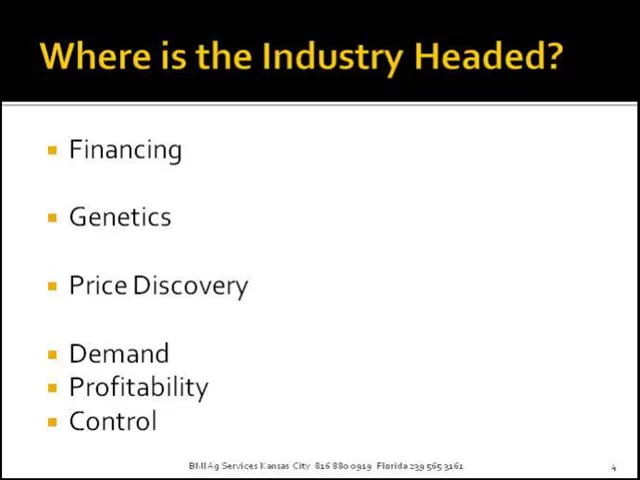 Where is the Industry Headed?
Financing
Genetics
Price Discovery
Demand
Profitability
Control
BMI Ag Services Kansas City 816 880 0919 Florida 239 565 3161
4